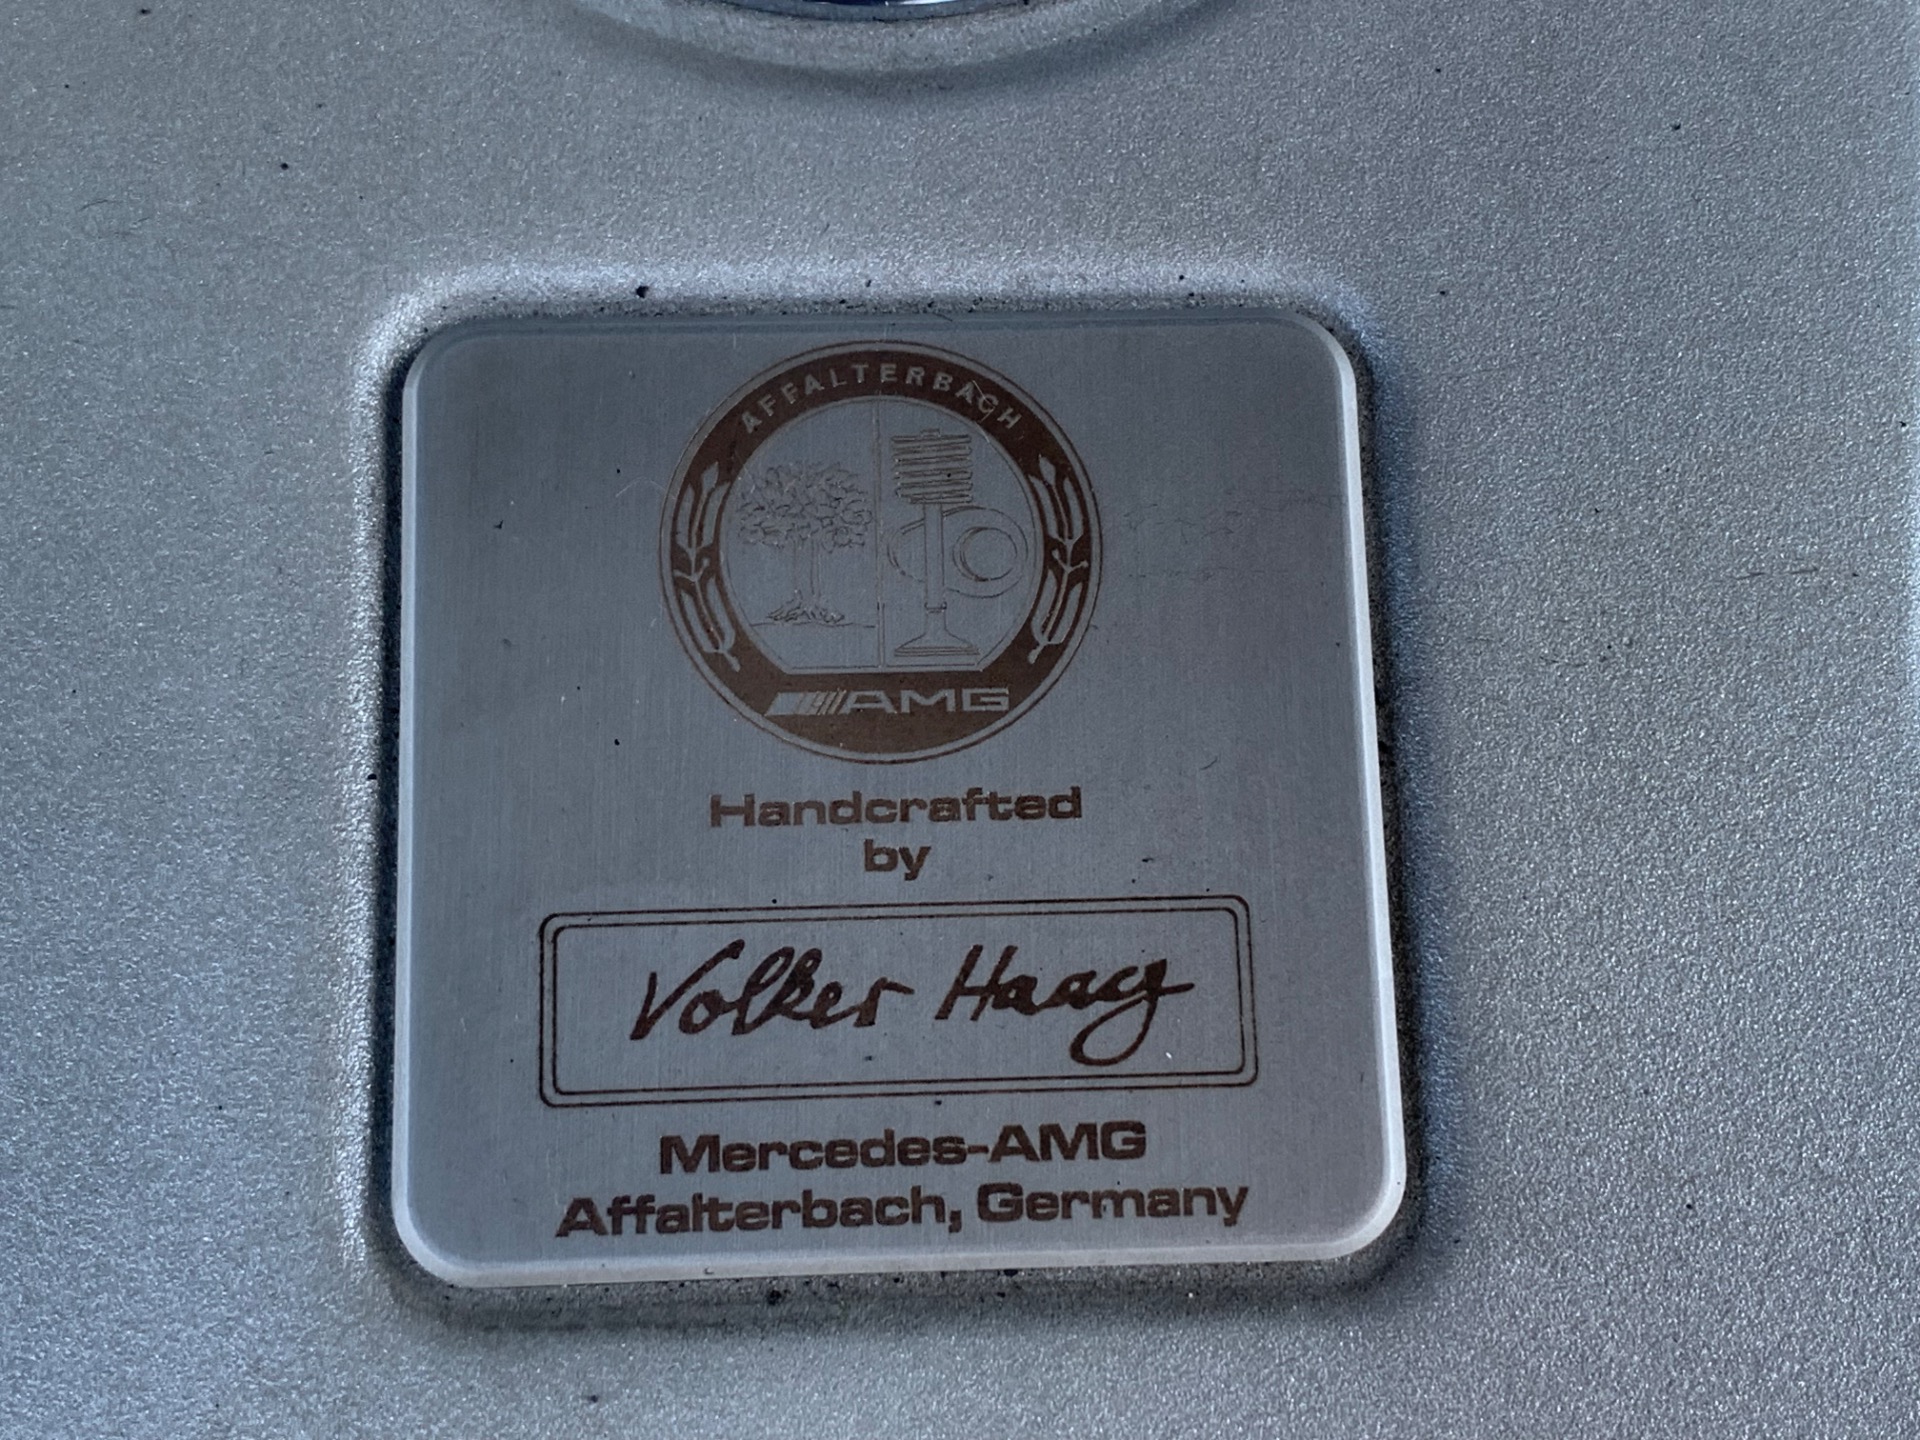 AFFALTERBACH
AMG
Handcrafted
by
Volker Haag
Mercedes-AMG
Affalterbach, Germany